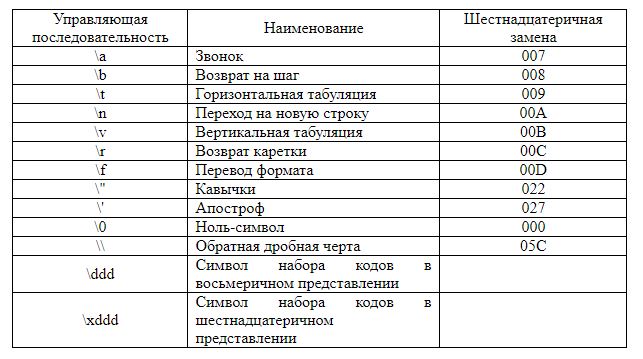 Управляющая последовательность Наименование Шестнадцатеричная замена
\a Звонок 007
\b Возврат на шаг 008
\t Горизонтальная табуляция 009
\n Переход на новую строку 00A
\v Вертикальная табуляция 00B
\r Возврат каретки 00C
\f Перевод формата 00D
\" Кавычки 022
\' Апостроф 027
\0 Ноль-символ 000
\\ Обратная дробная черта 05C
\ddd Символ набора кодов в
восьмеричном представлении
\xddd Символ набора кодов в
шестнадцатеричном
представлении